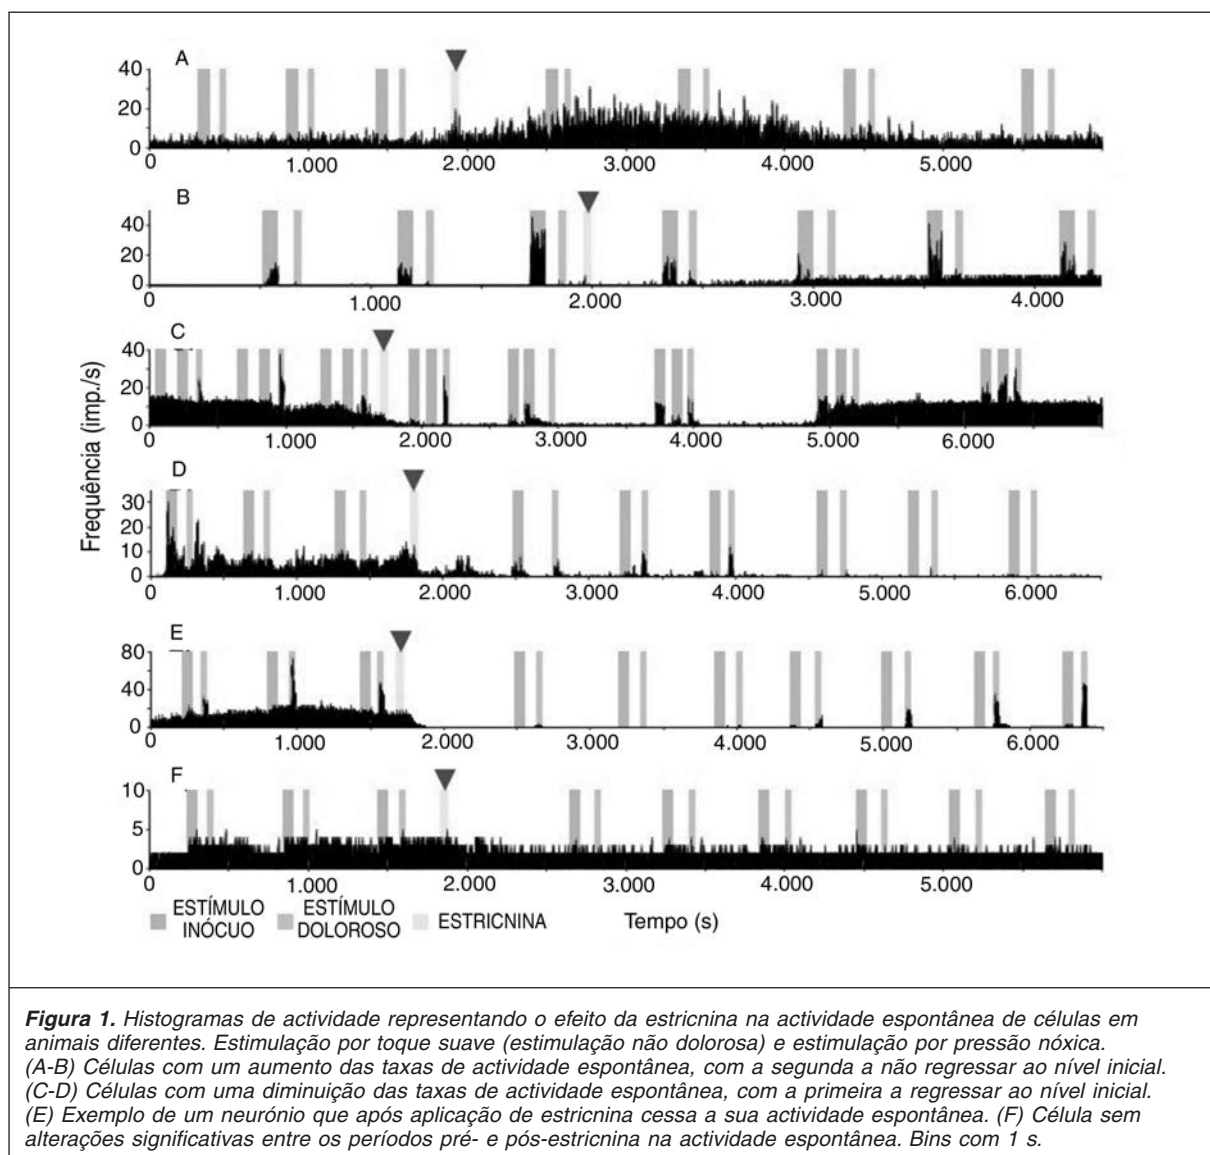 A
40
20
0
0 1.000 2.000 3.000 4.000 5.000
B
40
20
0
0 1.000 2.000 3.000 4.000
C
40
20
0
0 1.000 2.000 3.000 4.000 5.000 6.000
Frequência (imp./s)
D
30
20
10
0
0 1.000 2.000 3.000 4.000 5.000 6.000
E
80
40
0
0 1.000 2.000 3.000 4.000 5.000 6.000
F
10
5
0
0 1.000 2.000 3.000 4.000 5.000
ESTÍMULO
INÓCUO
ESTÍMULO
DOLOROSO
ESTRICNINA
Tempo (s)
Figura 1. Histogramas de actividade representando o efeito da estricnina na actividade espontânea de células em
animais diferentes. Estimulação por toque suave (estimulação não dolorosa) e estimulação por pressão nóxica.
(A-B) Células com um aumento das taxas de actividade espontânea, com a segunda a não regressar ao nível inicial.
(C-D) Células com uma diminuição das taxas de actividade espontânea, com a primeira a regressar ao nível inicial.
(E) Exemplo de um neurónio que após aplicação de estricnina cessa a sua actividade espontânea. (F) Célula sem
alterações significativas entre os períodos pré- e pós-estricnina na actividade espontânea. Bins com 1 s.